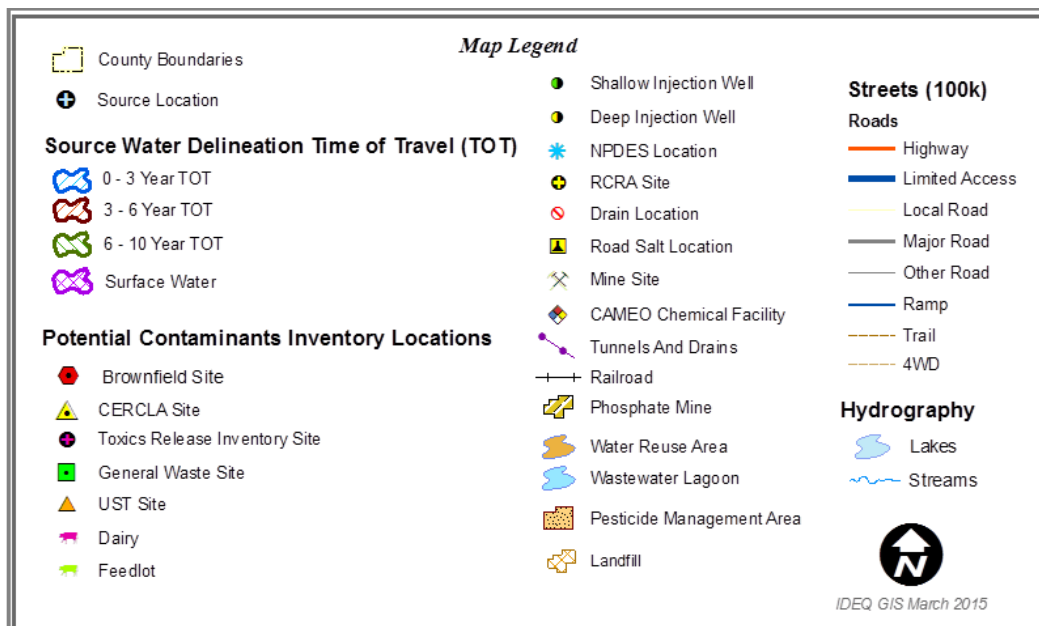 Map Legend
County Boundaries
Source Location
Source Water Delineation Time of Travel (TOT)
0 - 3 Year TOT
3 - 6 Year TOT
6 - 10 Year TOT
Surface Water
Potential Contaminants Inventory Locations
Brownfield Site
CERCLA Site
Toxics Release Inventory Site
General Waste Site
UST Site
Dairy
Feedlot
Shallow Injection Well
Deep Injection Well
NPDES Location
RCRA Site
Drain Location
Road Salt Location
Mine Site
CAMEO Chemical Facility
Tunnels And Drains
Railroad
Phosphate Mine
Water Reuse Area
Wastewater Lagoon
Pesticide Management Area
Landfill
Streets (100k)
Roads
Highway
Limited Access
Local Road
Major Road
Other Road
Ramp
Trail
4WD
Hydrography
Lakes
Streams
N
IDEQ GIS March 2015